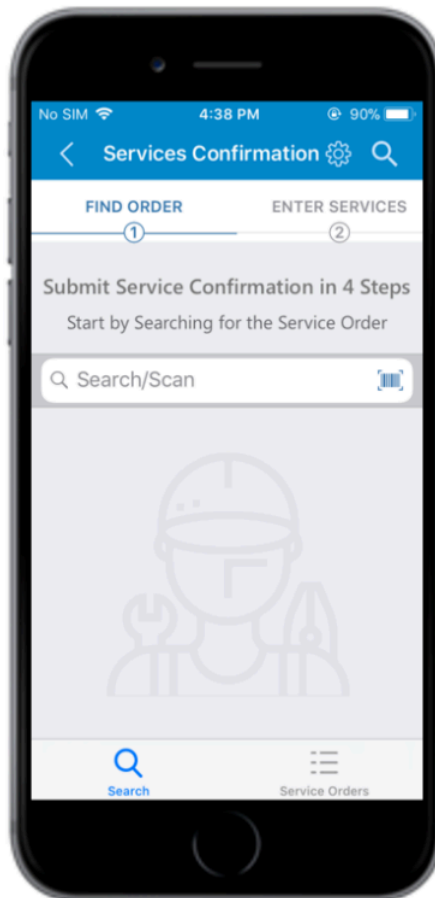 No SIM 4:38 PM 90%
Services Confirmation
FIND ORDER ENTER SERVICES
1 2
Submit Service Confirmation in 4 Steps
Start by Searching for the Service Order
Search/Scan
Search Service Orders